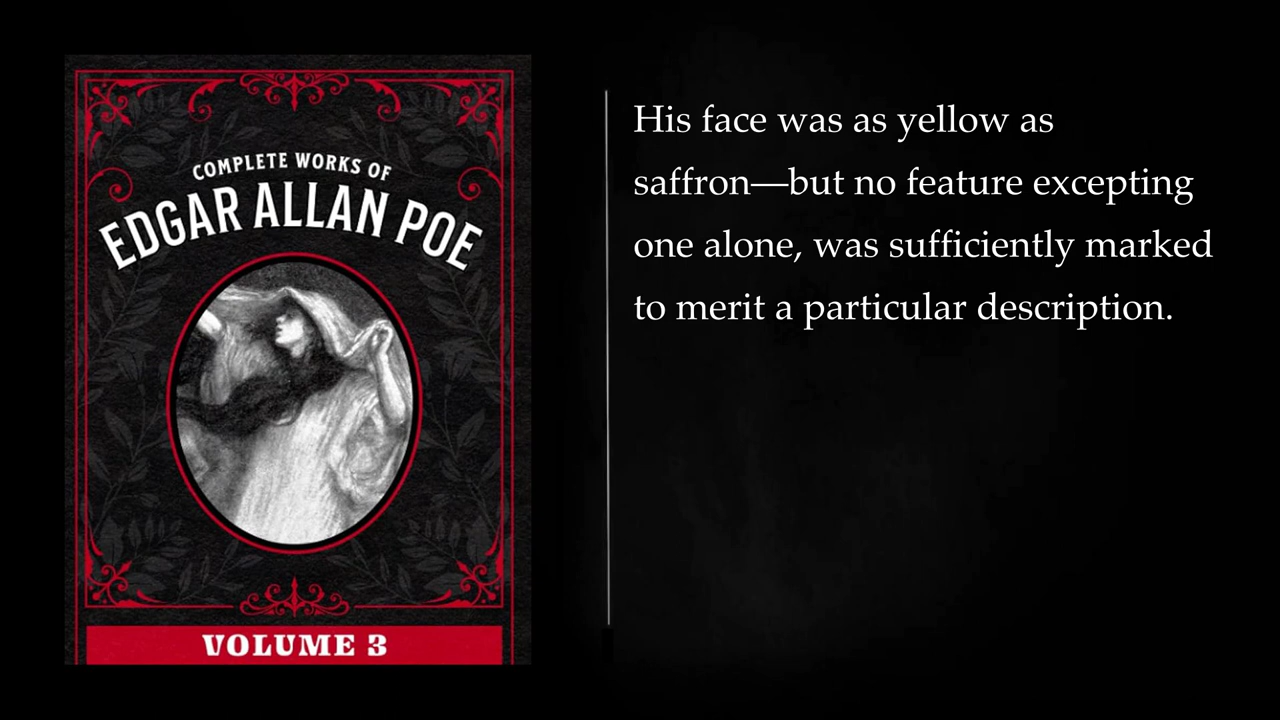 COMPLETE WORKS OF
EDGAR ALLAN POE
VOLUME 3
His face was as yellow as
saffron—but no feature excepting
one alone, was sufficiently marked
to merit a particular description.